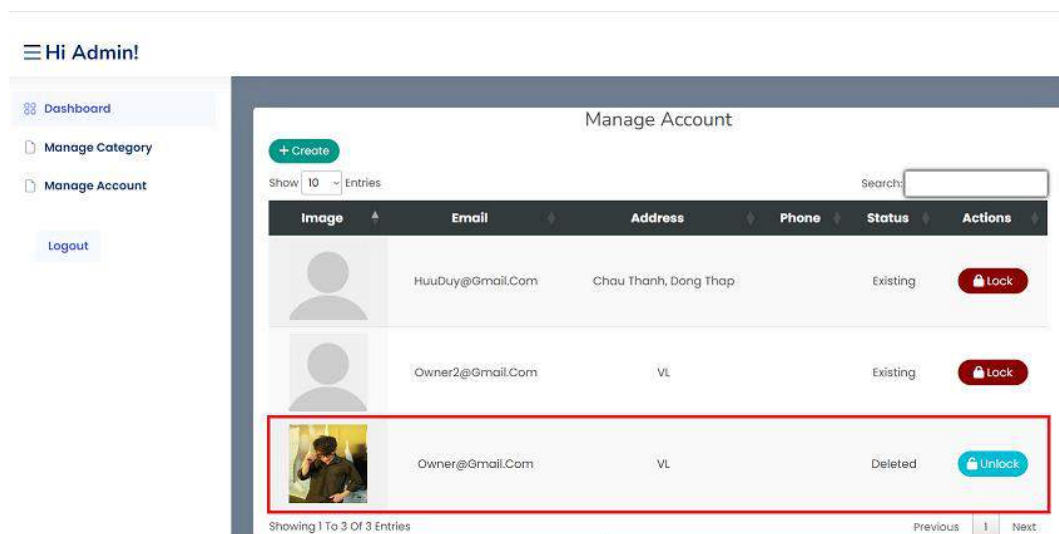 Hi Admin!
Dashboard
Manage Category
Manage Account
Logout
Manage Account
+ Create
Show 10 Entries
Search:
Image Email Address Phone Status Actions
HuuDuy@Gmail.Com Chau Thanh, Dong Thap Existing Lock
Owner2@Gmail.Com VL Existing Lock
Owner@Gmail.Com VL Deleted Unlock
Showing 1 To 3 Of 3 Entries
Previous 1 Next